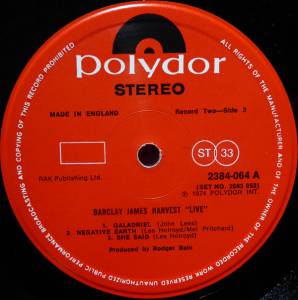 polydor
STEREO
MADE IN ENGLAND
Record Two—Side 3
RAK Publishing Ltd.
ST 33
2384-064 A
(SET NO. 2683 052)
℗ 1974 POLYDOR INT.
BARCLAY JAMES HARVEST "LIVE"
1. GALADRIEL (John Lees)
2. NEGATIVE EARTH (Les Holroyd/Mel Pritchard)
3. SHE SAID (Les Holroyd)
Produced by Rodger Bain
ALL RIGHTS OF THE MANUFACTURER AND OF THE OWNER OF THE RECORDED WORK RESERVED UNAUTHORISED PUBLIC PERFORMANCE BROADCASTING AND COPYING OF THIS RECORD PROHIBITED